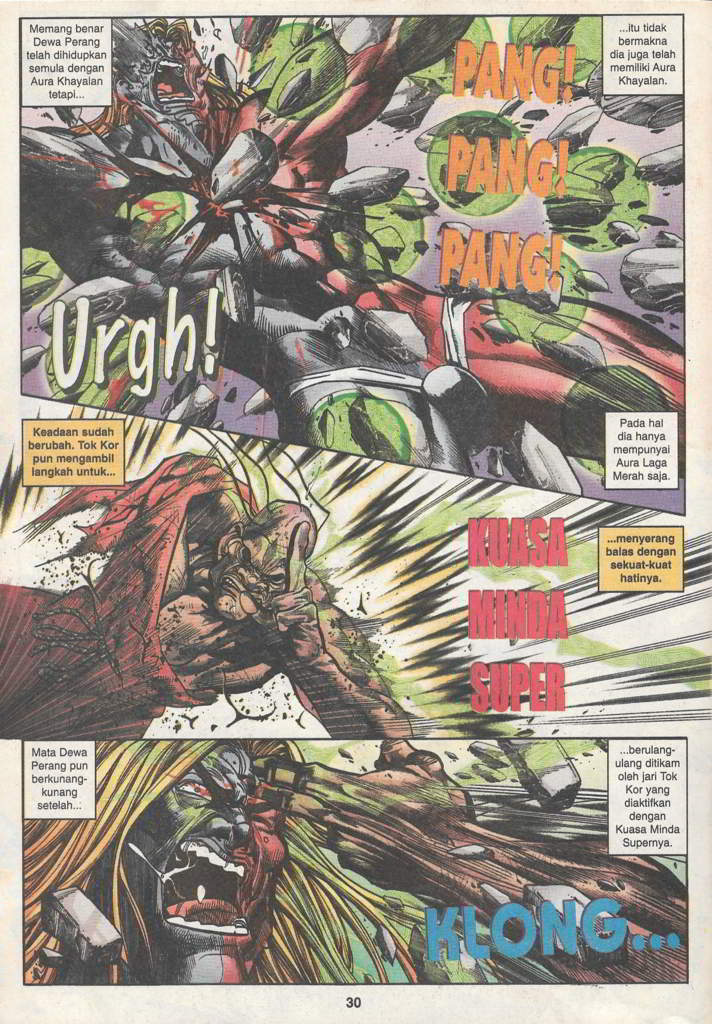 Memang benar
Dewa Perang
telah dihidupkan
semula dengan
Aura Khayalan
tetapi...
...itu tidak
bermakna
dia juga telah
memiliki Aura
Khayalan.
PANG!
PANG!
PANG!
Urgh!
Pada hal
dia hanya
mempunyai
Aura Laga
Merah saja.
Keadaan sudah
berubah. Tok Kor
pun mengambil
langkah untuk...
...menyerang
balas dengan
sekuat-kuat
hatinya.
KUASA
MINDA
SUPER
Mata Dewa
Perang pun
berkunang-
kunang
setelah...
...berulang-
ulang ditikam
oleh jari Tok
Kor yang
diaktifkan
dengan
Kuasa Minda
Supernya.
KLONG...
30